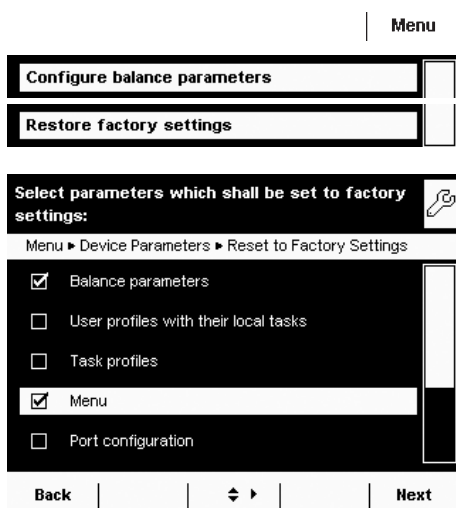 Menu
Configure balance parameters
Restore factory settings
Select parameters which shall be set to factory
settings:
Menu ▸ Device Parameters ▸ Reset to Factory Settings
Balance parameters
User profiles with their local tasks
Task profiles
Menu
Port configuration
Back Next